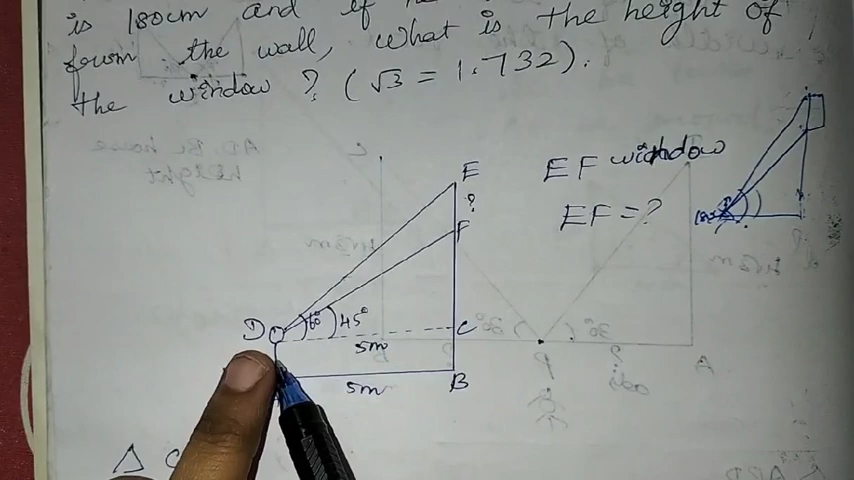 is 180cm and if he
from the wall, what is the height of
the window ? (√3 = 1.732).
E
?
EF window
F
EF = ?
D
60°
45°
C
5m
5m
B
Δ